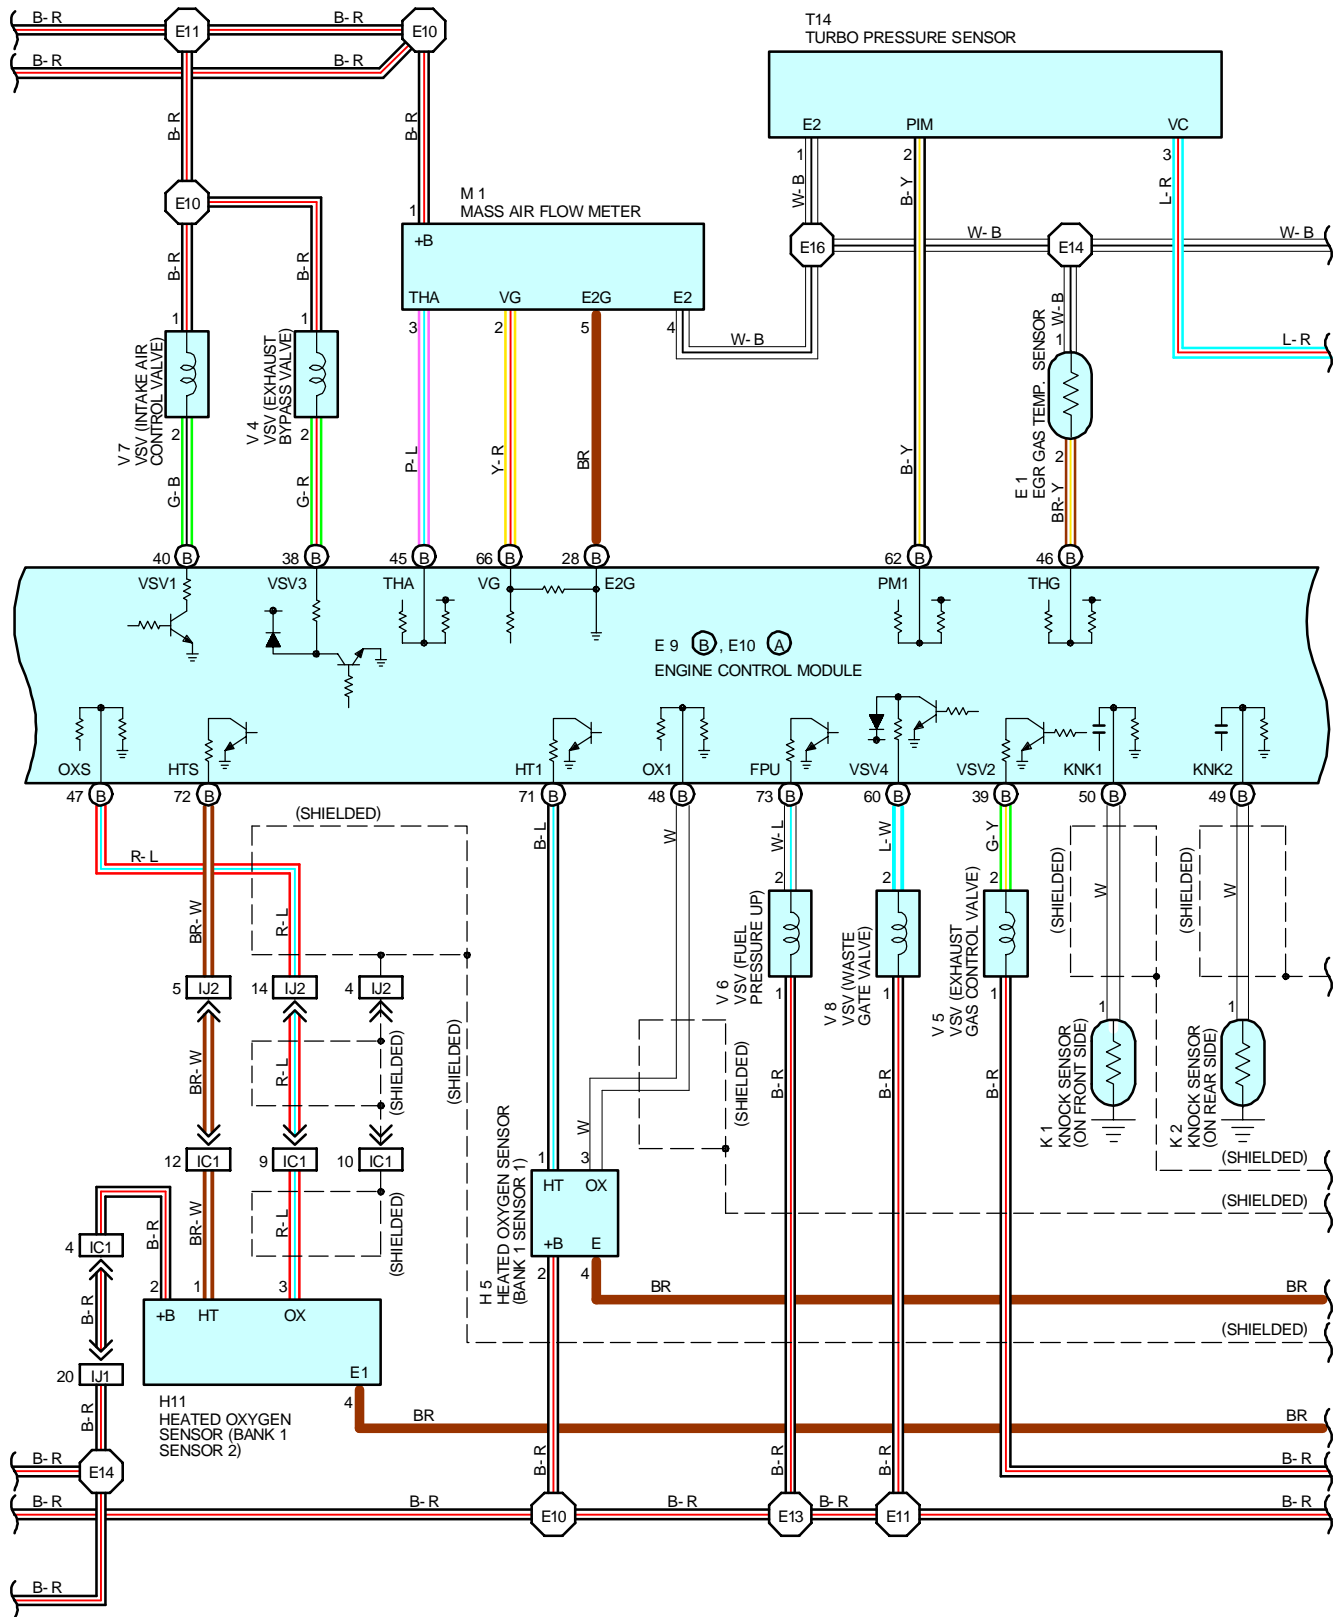 B- R
E11
B- R
E10
B- R
B- R
T14
TURBO PRESSURE SENSOR
B- R
B- R
E2
PIM
VC
1
2
3
W- B
B- Y
L- R
E10
M 1
MASS AIR FLOW METER
1
+B
E16
W- B
E14
W- B
B- R
B- R
THA
VG
E2G
E2
1
1
3
2
5
4
W- B
W- B
1
L- R
V 7
VSV (INTAKE AIR
CONTROL VALVE)
V 4
VSV (EXHAUST
BYPASS VALVE)
E 1
EGR GAS TEMP. SENSOR
2
2
2
G- B
G- R
P- L
Y- R
BR
B- Y
BR- Y
40
B
38
B
45
B
66
B
28
B
62
B
46
B
VSV1
VSV3
THA
VG
E2G
PM1
THG
E 9
B
, E10
A
ENGINE CONTROL MODULE
OXS
HTS
HT1
OX1
FPU
VSV4
VSV2
KNK1
KNK2
47
B
72
B
71
B
48
B
73
B
60
B
39
B
50
B
49
B
(SHIELDED)
R- L
B- L
W
W- L
L- W
G- Y
W
(SHIELDED)
W
(SHIELDED)
2
2
2
BR- W
R- L
V 6
VSV (FUEL
PRESSURE UP)
V 8
VSV (WASTE
GATE VALVE)
V 5
VSV (EXHAUST
GAS CONTROL VALVE)
5
IJ2
14
IJ2
4
IJ2
1
1
1
1
1
BR- W
R- L
(SHIELDED)
(SHIELDED)
(SHIELDED)
B- R
B- R
B- R
K 1
KNOCK SENSOR
(ON FRONT SIDE)
K 2
KNOCK SENSOR
(ON REAR SIDE)
W
12
IC1
9
IC1
10
IC1
1
3
(SHIELDED)
HT
OX
(SHIELDED)
4
IC1
B- R
BR- W
R- L
(SHIELDED)
+B
E
H 5
HEATED OXYGEN SENSOR
(BANK 1 SENSOR 1)
2
4
2
1
3
BR
BR
B- R
+B
HT
OX
(SHIELDED)
20
IJ1
E1
4
H11
HEATED OXYGEN
SENSOR (BANK 1
SENSOR 2)
B- R
BR
BR
B- R
B- R
B- R
B- R
E14
B- R
B- R
B- R
E10
B- R
E13
B- R
E11
B- R
B- R